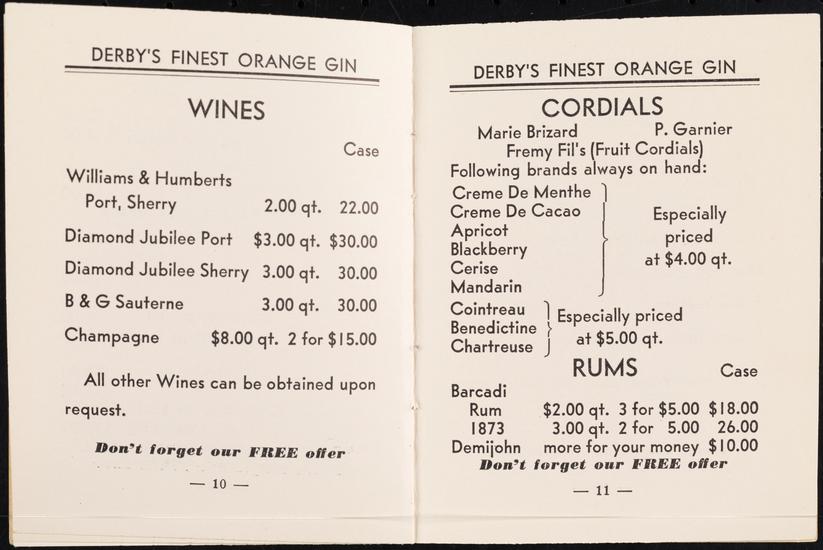 DERBY'S FINEST ORANGE GIN
WINES
Case
Williams & Humberts
Port, Sherry 2.00 qt. 22.00
Diamond Jubilee Port $3.00 qt. $30.00
Diamond Jubilee Sherry 3.00 qt. 30.00
B & G Sauterne 3.00 qt. 30.00
Champagne $8.00 qt. 2 for $15.00
All other Wines can be obtained upon
request.
Don't forget our FREE offer
— 10 —
DERBY'S FINEST ORANGE GIN
CORDIALS
Marie Brizard P. Garnier
Fremy Fil's (Fruit Cordials)
Following brands always on hand:
Creme De Menthe
Creme De Cacao
Apricot
Blackberry
Cerise
Mandarin
Especially
priced
at $4.00 qt.
Cointreau
Benedictine
Chartreuse
Especially priced
at $5.00 qt.
RUMS Case
Barcadi
Rum $2.00 qt. 3 for $5.00 $18.00
1873 3.00 qt. 2 for 5.00 26.00
Demijohn more for your money $10.00
Don't forget our FREE offer
— 11 —